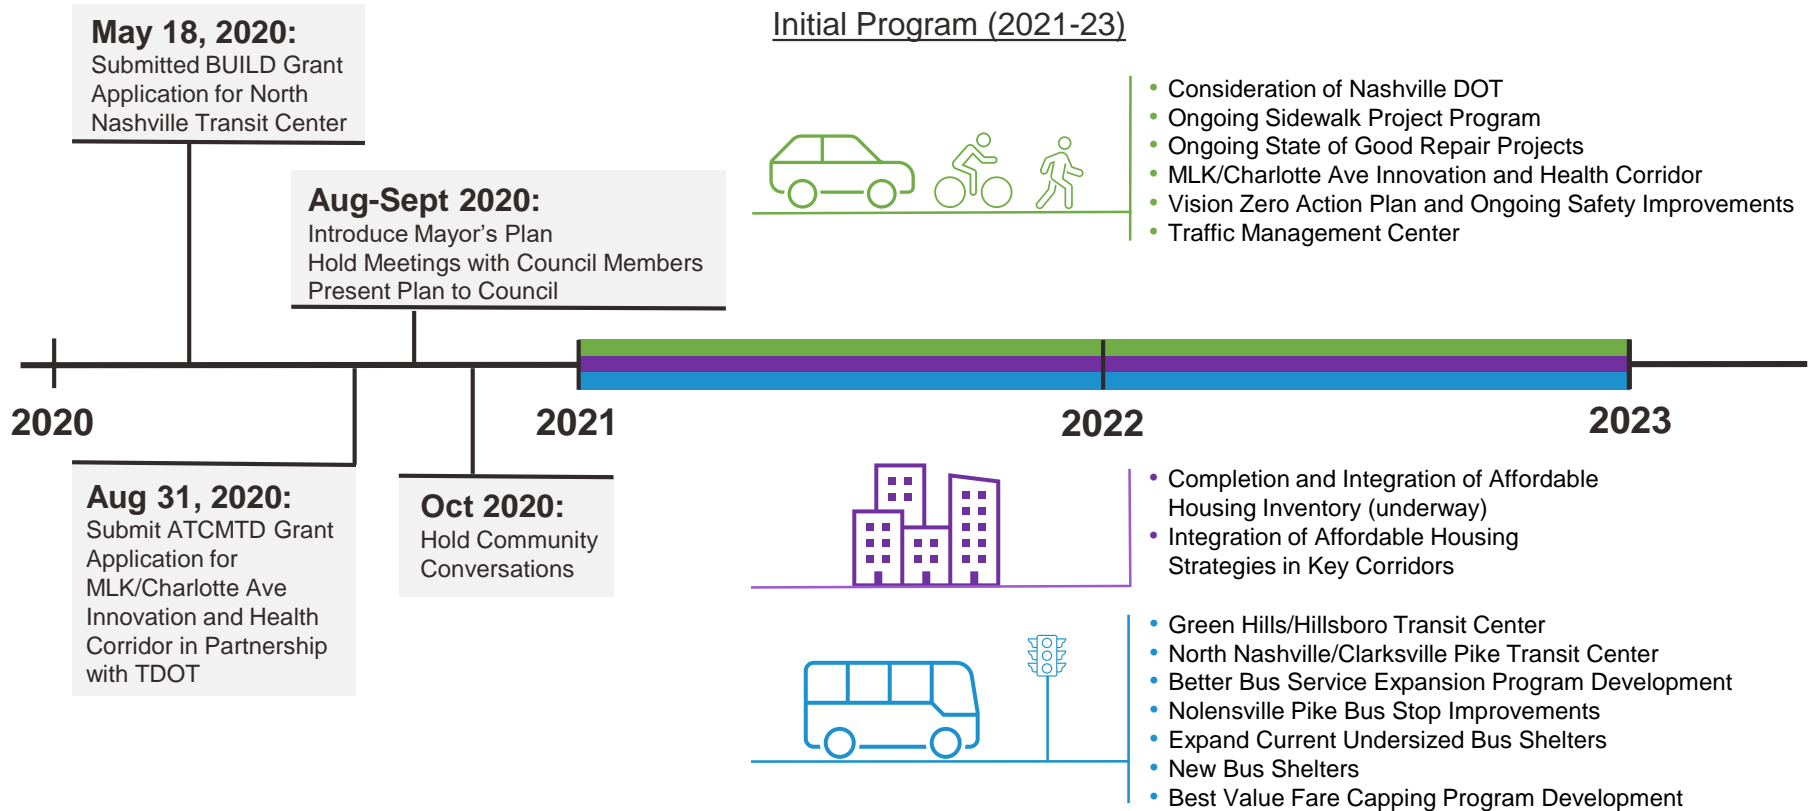 May 18, 2020:
Submitted BUILD Grant
Application for North
Nashville Transit Center
Aug-Sept 2020:
Introduce Mayor’s Plan
Hold Meetings with Council Members
Present Plan to Council
Initial Program (2021-23)
• Consideration of Nashville DOT
• Ongoing Sidewalk Project Program
• Ongoing State of Good Repair Projects
• MLK/Charlotte Ave Innovation and Health Corridor
• Vision Zero Action Plan and Ongoing Safety Improvements
• Traffic Management Center
2020
2021
2022
2023
Aug 31, 2020:
Submit ATCMTD Grant
Application for
MLK/Charlotte Ave
Innovation and Health
Corridor in Partnership
with TDOT
Oct 2020:
Hold Community
Conversations
• Completion and Integration of Affordable
Housing Inventory (underway)
• Integration of Affordable Housing
Strategies in Key Corridors
• Green Hills/Hillsboro Transit Center
• North Nashville/Clarksville Pike Transit Center
• Better Bus Service Expansion Program Development
• Nolensville Pike Bus Stop Improvements
• Expand Current Undersized Bus Shelters
• New Bus Shelters
• Best Value Fare Capping Program Development